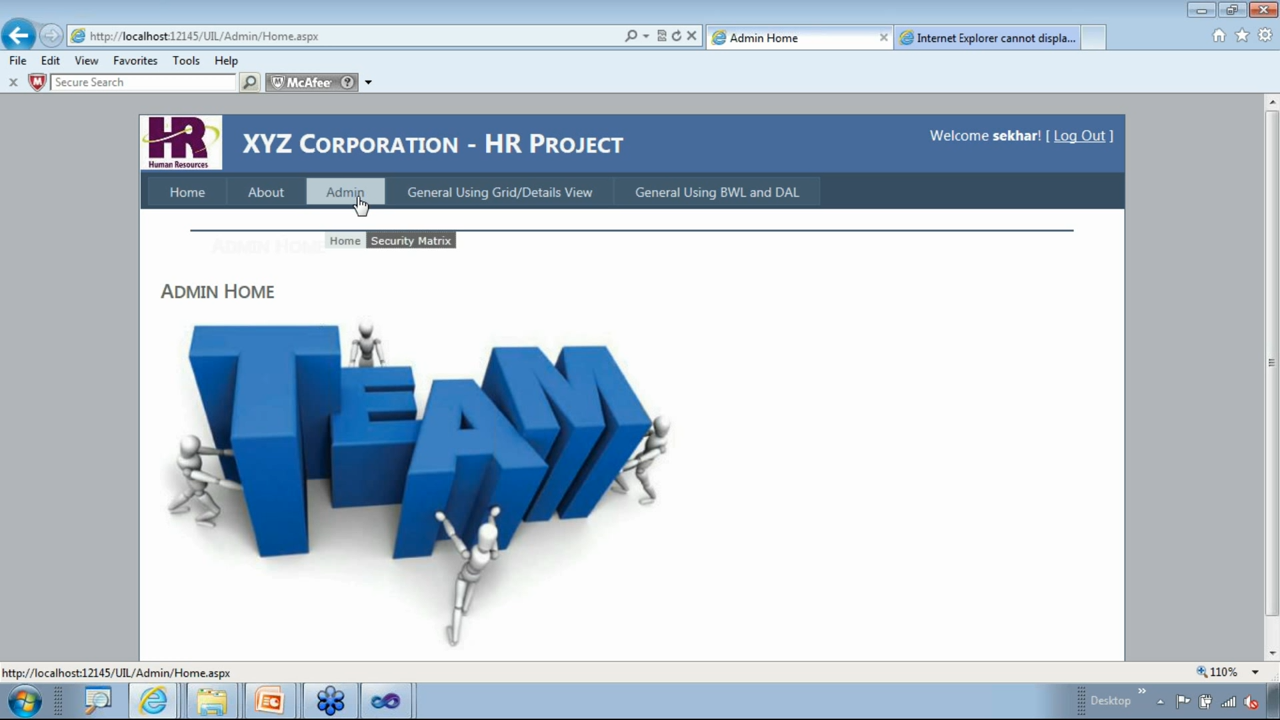 http://localhost:12145/UIL/Admin/Home.aspx
Admin Home
Internet Explorer cannot displa...
File Edit View Favorites Tools Help
x Secure Search McAfee ?
HR
Human Resources
XYZ Corporation - HR Project
Welcome sekhar! [ Log Out ]
Home About Admin General Using Grid/Details View General Using BWL and DAL
Admin Home
Home Security Matrix
Admin Home
TEAM
http://localhost:12145/UIL/Admin/Home.aspx
110%
Desktop